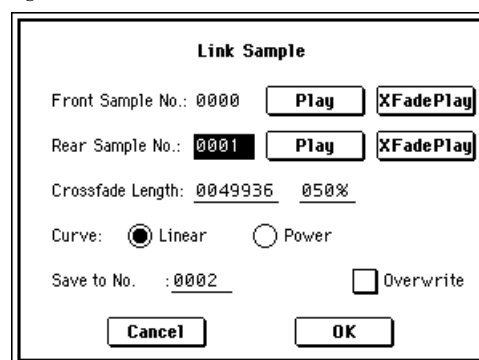 Link Sample
Front Sample No.: 0000 Play XFadePlay
Rear Sample No.: 0001 Play XFadePlay
Crossfade Length: 0049936 050%
Curve: Linear Power
Save to No. :0002 Overwrite
Cancel OK